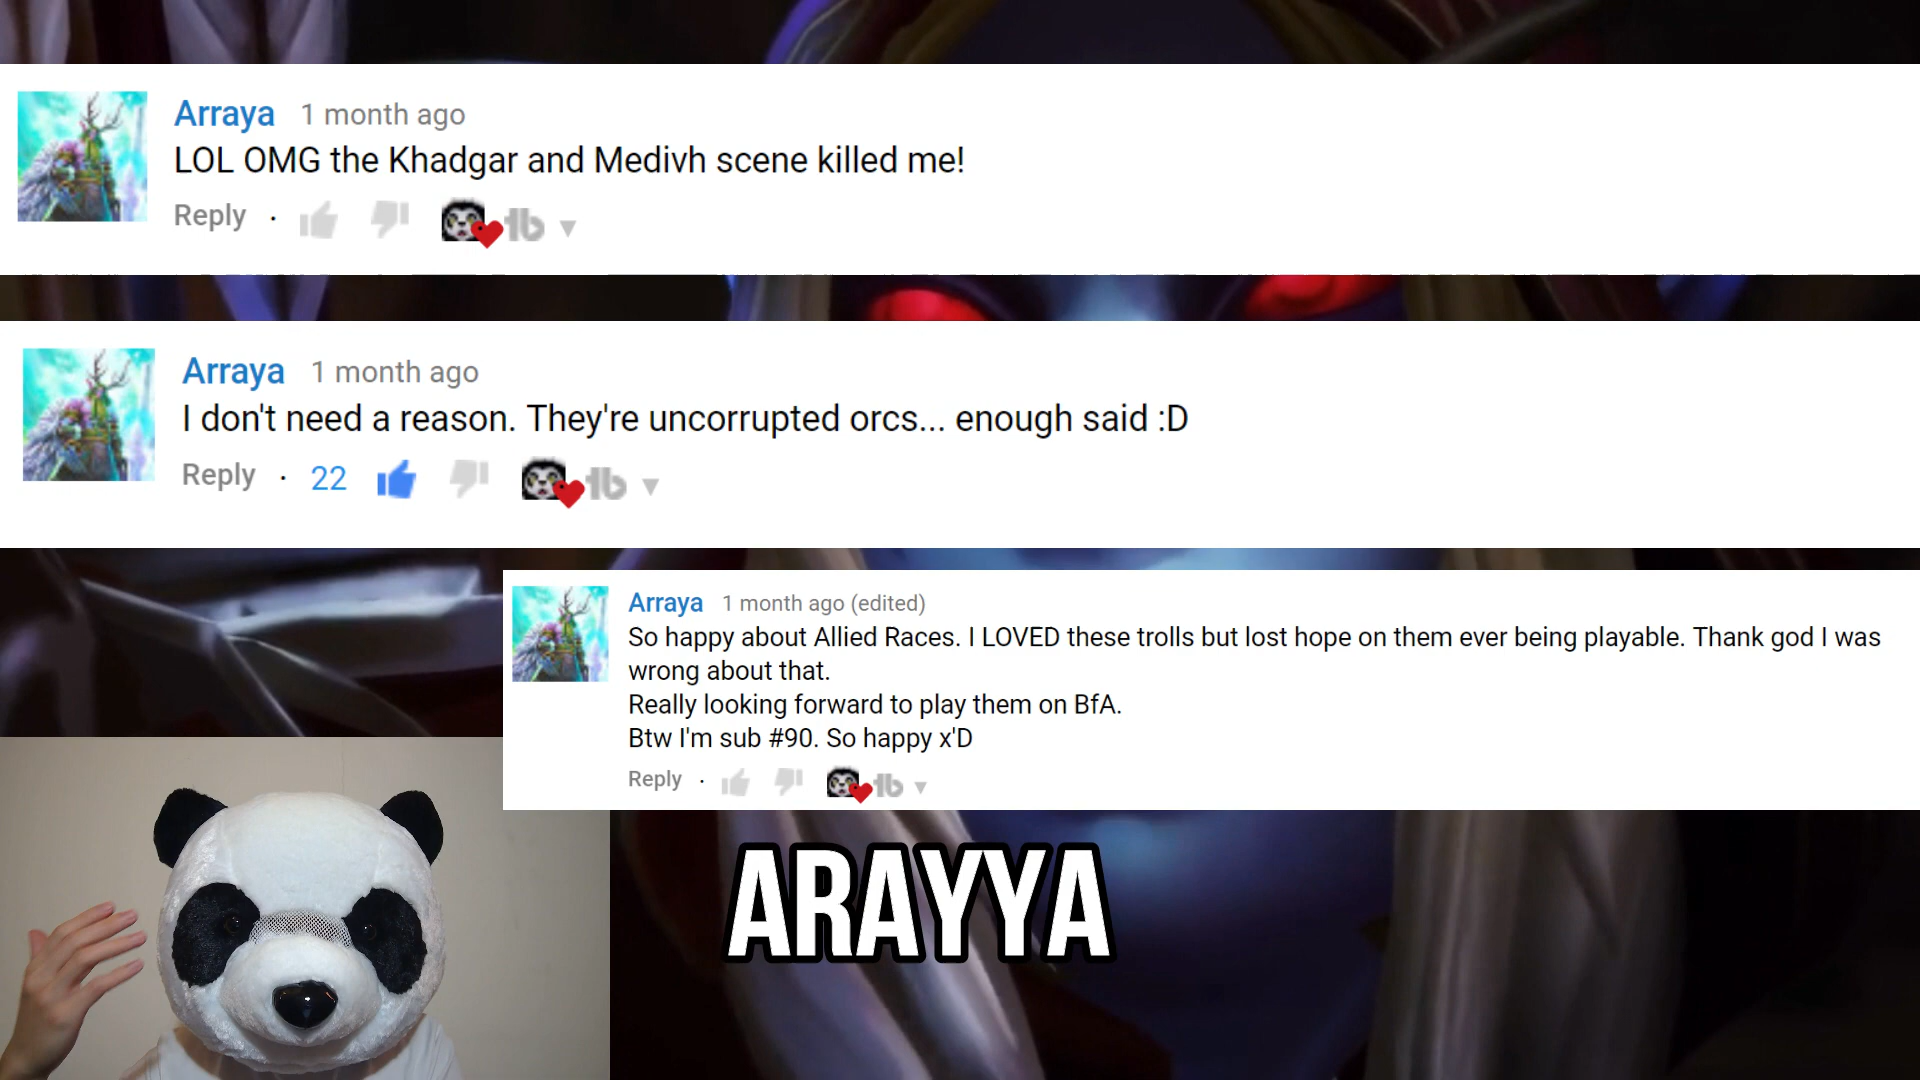 Arraya 1 month ago
LOL OMG the Khadgar and Medivh scene killed me!
Reply ·
Arraya 1 month ago
I don't need a reason. They're uncorrupted orcs... enough said :D
Reply · 22
Arraya 1 month ago (edited)
So happy about Allied Races. I LOVED these trolls but lost hope on them ever being playable. Thank god I was
wrong about that.
Really looking forward to play them on BfA.
Btw I'm sub #90. So happy x'D
Reply ·
ARAYYA